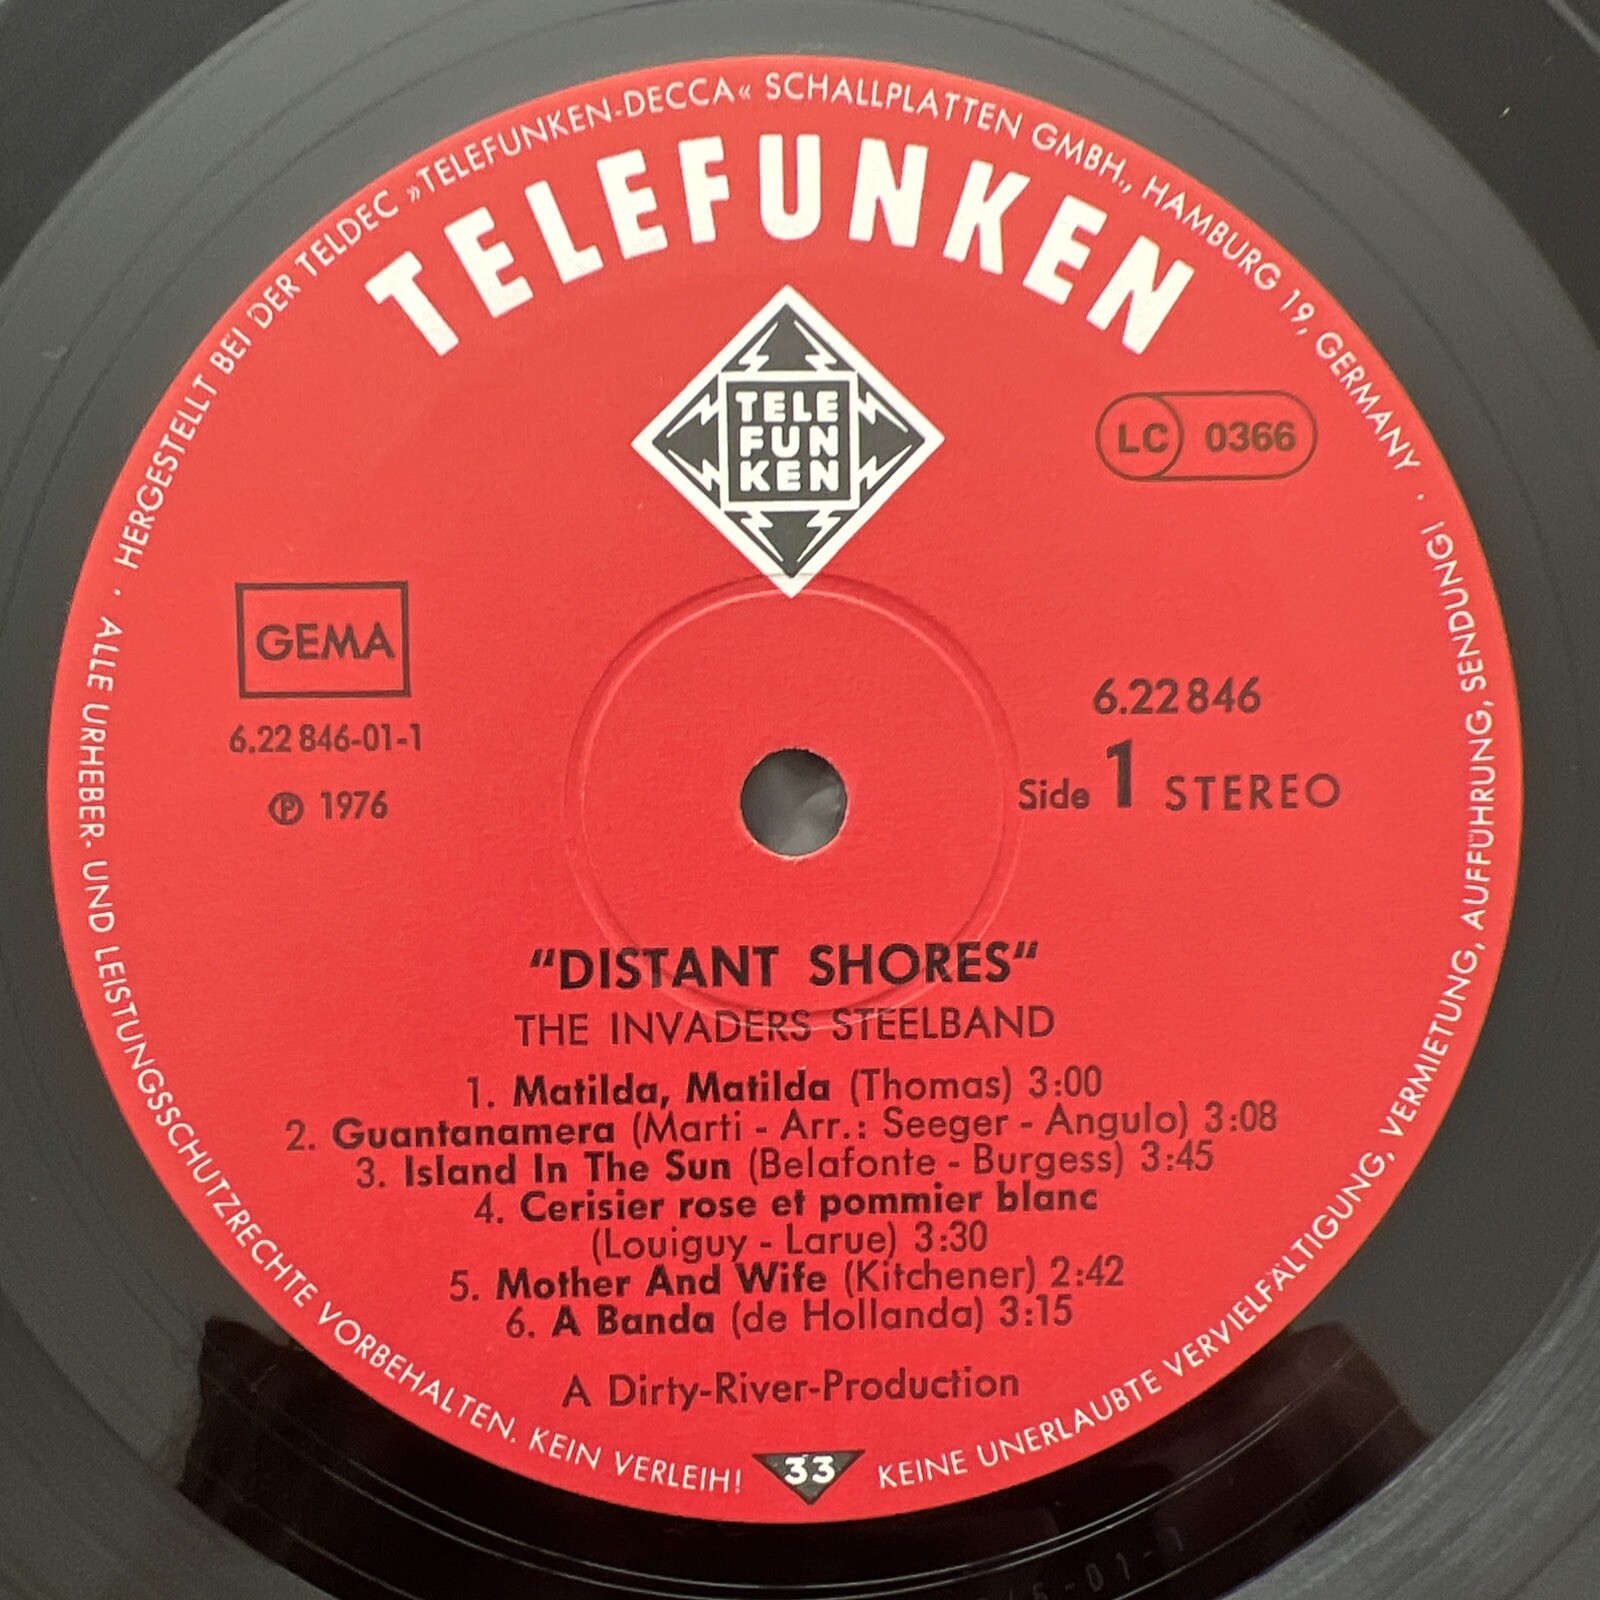 HERGESTELLT BEI DER TELDEC »TELEFUNKEN-DECCA« SCHALLPLATTEN GMBH., HAMBURG 19, GERMANY ·
TELEFUNKEN
TELE
FUN
KEN
LC 0366
GEMA
6.22 846-01-1
℗ 1976
6.22846
Side 1 STEREO
"DISTANT SHORES"
THE INVADERS STEELBAND
1. Matilda, Matilda (Thomas) 3:00
2. Guantanamera (Marti - Arr.: Seeger - Angulo) 3:08
3. Island In The Sun (Belafonte - Burgess) 3:45
4. Cerisier rose et pommier blanc
(Louiguy - Larue) 3:30
5. Mother And Wife (Kitchener) 2:42
6. A Banda (de Hollanda) 3:15
A Dirty-River-Production
33
· ALLE URHEBER- UND LEISTUNGSSCHUTZRECHTE VORBEHALTEN. KEIN VERLEIH!
KEINE UNERLAUBTE VERVIELFÄLTIGUNG, VERMIETUNG, AUFFÜHRUNG, SENDUNG!